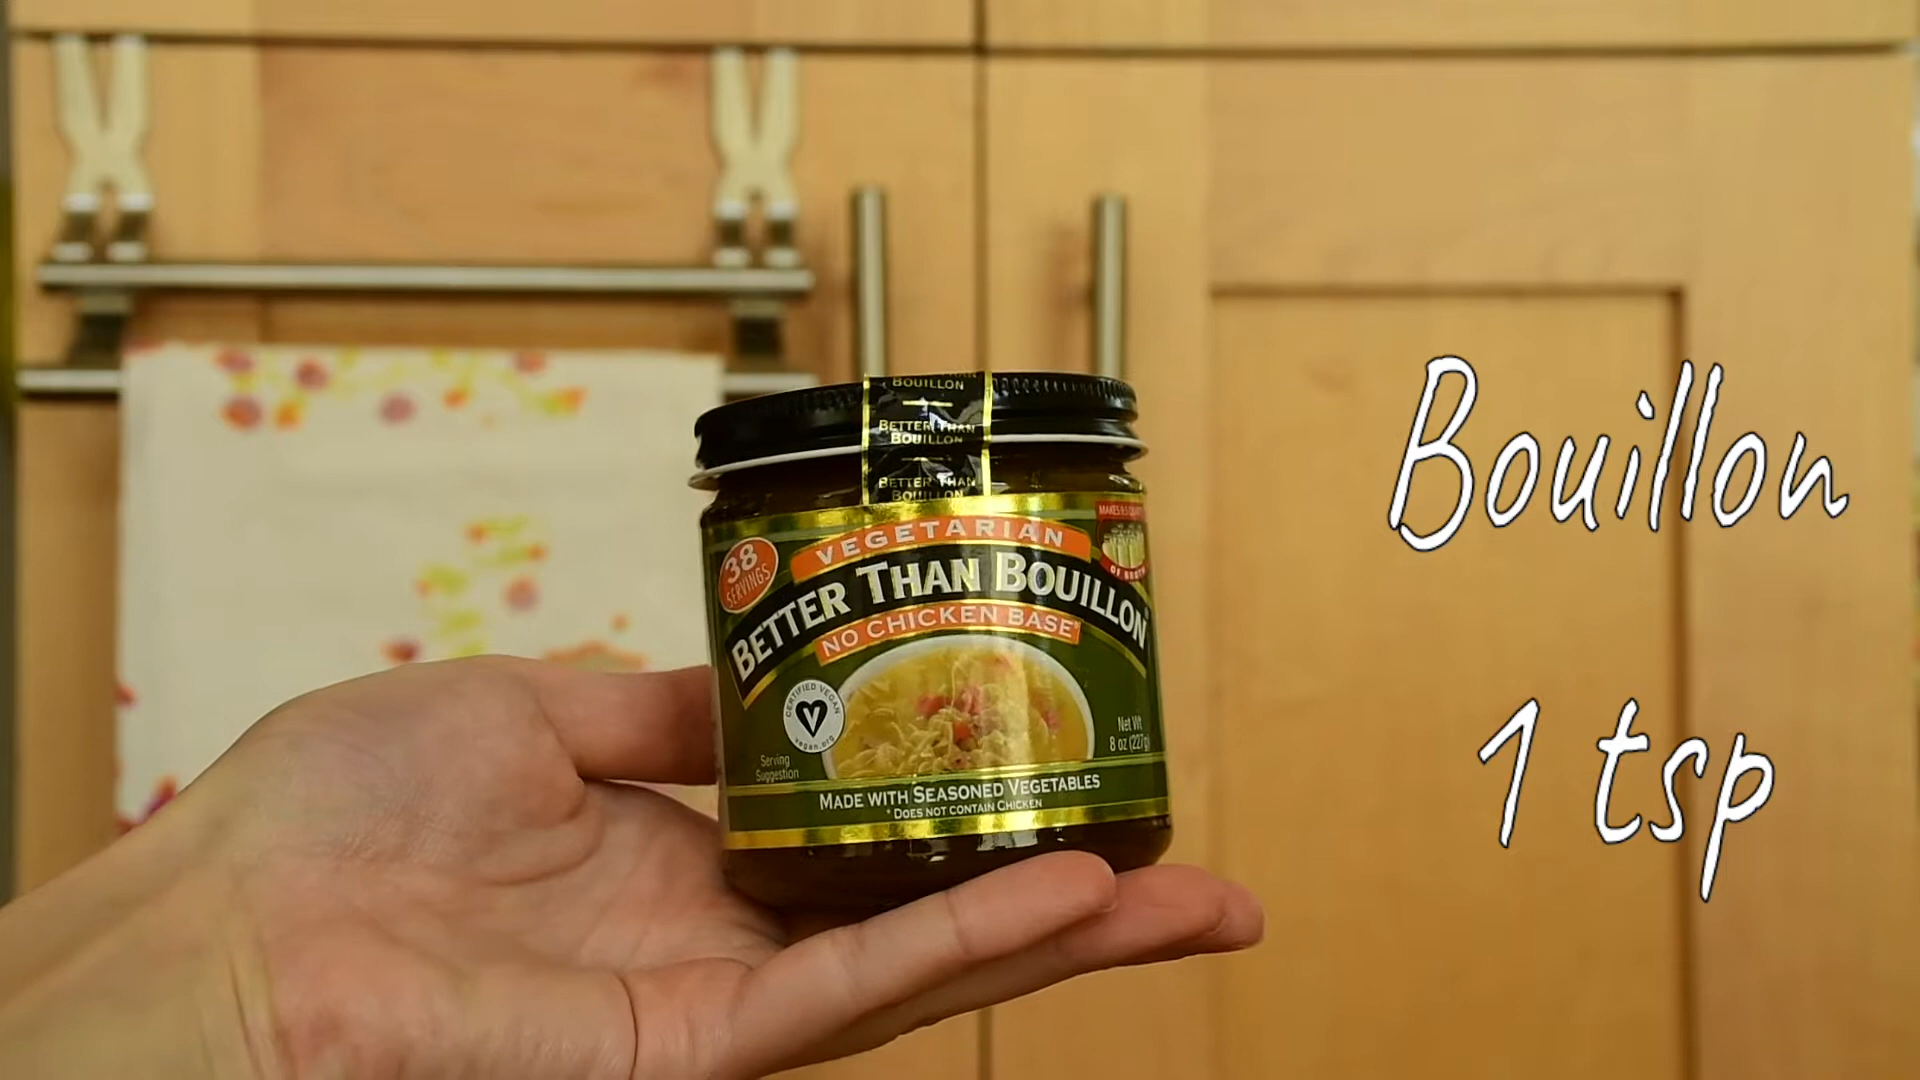 BOUILLON
BETTER THAN
BOUILLON
BETTER THAN
BOUILLON
38
SERVINGS
VEGETARIAN
BETTER THAN BOUILLON
NO CHICKEN BASE*
OF BROTH
CERTIFIED VEGAN
V
vegan.org
Serving
Suggestion
Net Wt
8 oz (227g)
MADE WITH SEASONED VEGETABLES
* DOES NOT CONTAIN CHICKEN
Bouillon
1 tsp